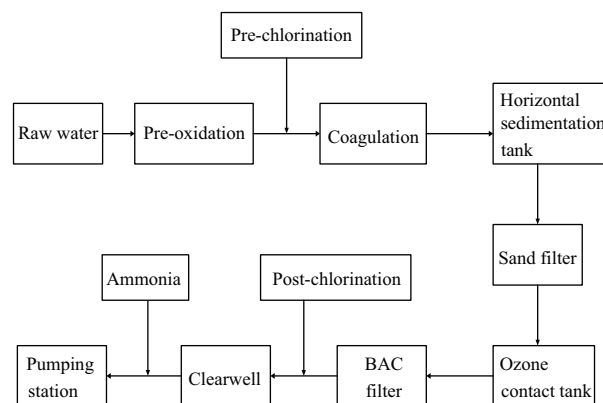 Pre-chlorination
Raw water
Pre-oxidation
Coagulation
Horizontal
sedimentation
tank
Sand filter
Ammonia
Post-chlorination
Pumping
station
Clearwell
BAC
filter
Ozone
contact tank